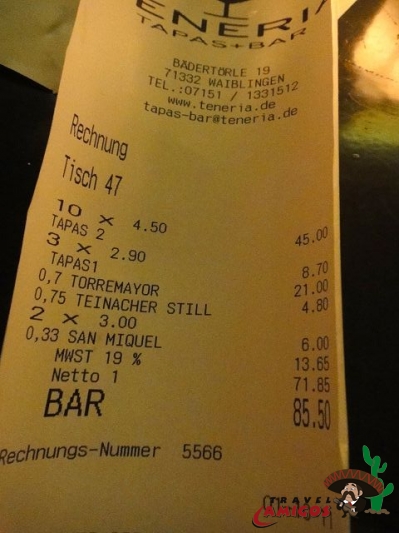 TENERIA
TAPAS+BAR
BÄDERTÖRLE 19
71332 WAIBLINGEN
TEL.:07151 / 1331512
www.teneria.de
tapas-bar@teneria.de
Rechnung
Tisch 47
10 x 4.50
TAPAS 2 45.00
3 x 2.90
TAPAS1 8.70
0,7 TORREMAYOR 21.00
0,75 TEINACHER STILL 4.80
2 x 3.00
0,33 SAN MIQUEL 6.00
MWST 19 % 13.65
Netto 1 71.85
BAR 85.50
Rechnungs-Nummer 5566
TRAVEL
AMIGOS